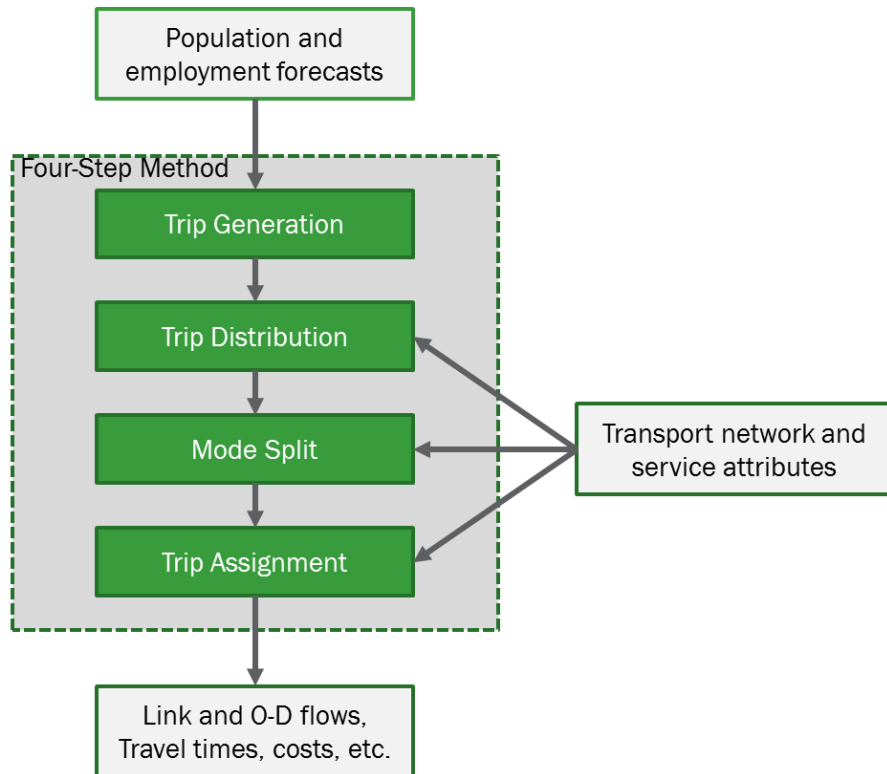 Population and
employment forecasts
Four-Step Method
Trip Generation
Trip Distribution
Mode Split
Transport network and
service attributes
Trip Assignment
Link and O-D flows,
Travel times, costs, etc.